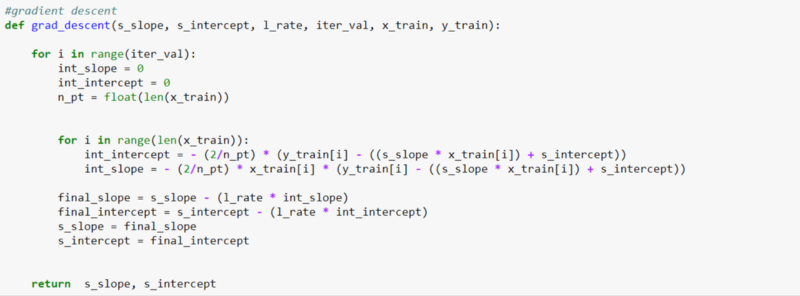 #gradient descent
def grad_descent(s_slope, s_intercept, l_rate, iter_val, x_train, y_train):
for i in range(iter_val):
int_slope = 0
int_intercept = 0
n_pt = float(len(x_train))
for i in range(len(x_train)):
int_intercept = - (2/n_pt) * (y_train[i] - ((s_slope * x_train[i]) + s_intercept))
int_slope = - (2/n_pt) * x_train[i] * (y_train[i] - ((s_slope * x_train[i]) + s_intercept))
final_slope = s_slope - (l_rate * int_slope)
final_intercept = s_intercept - (l_rate * int_intercept)
s_slope = final_slope
s_intercept = final_intercept
return  s_slope, s_intercept